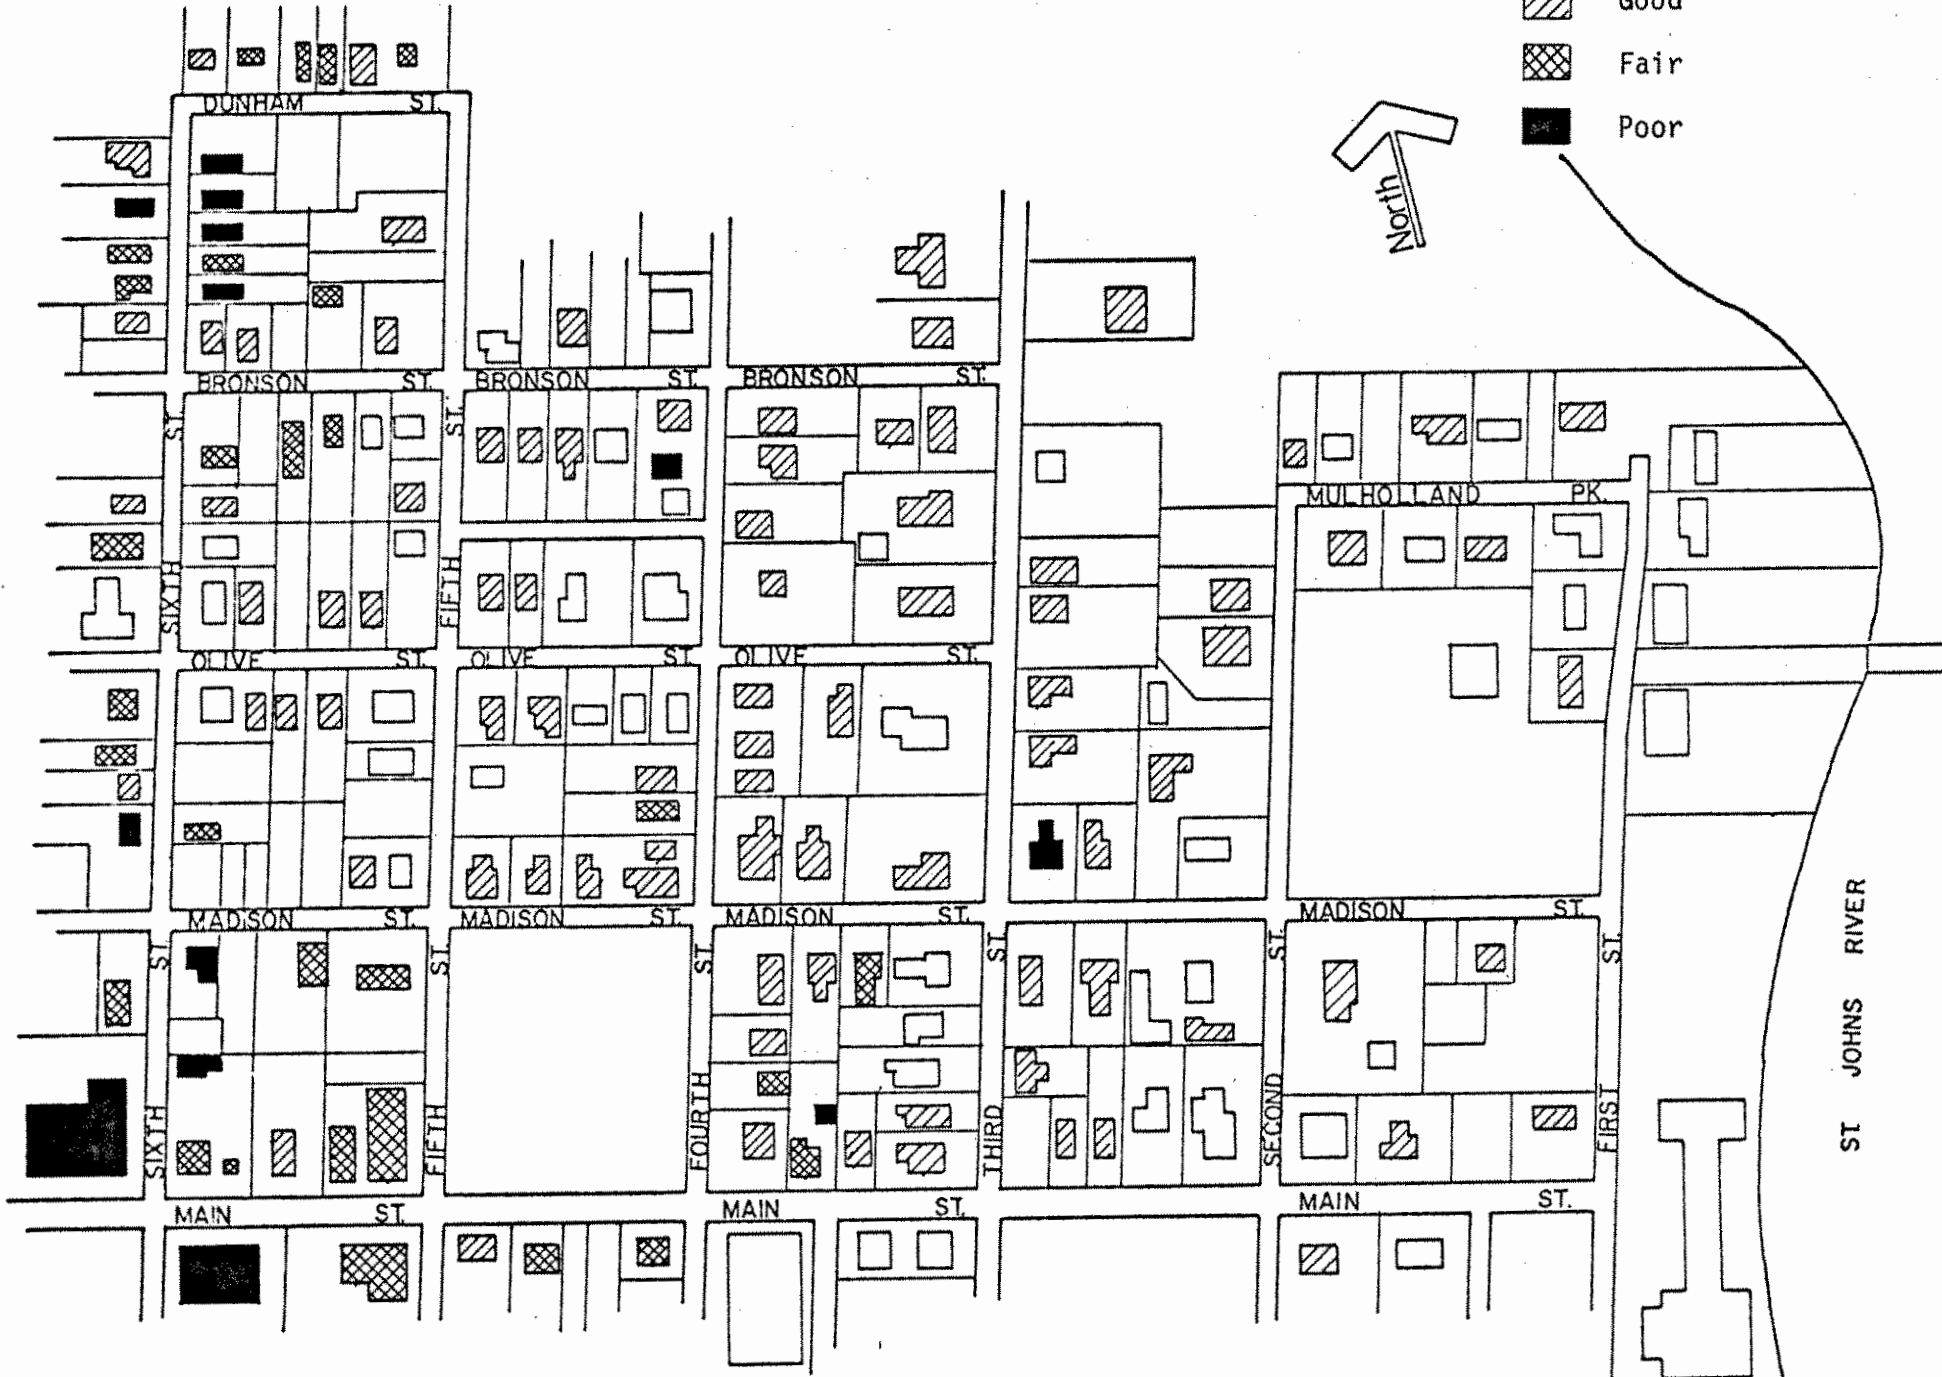 Good
Fair
Poor
North
DUNHAM ST.
BRONSON ST.
BRONSON ST.
BRONSON ST.
SIXTH ST.
FIFTH ST.
MULHOLLAND PK.
OLIVE ST.
OLIVE ST.
OLIVE ST.
MADISON ST.
MADISON ST.
MADISON ST.
MADISON ST.
SIXTH ST.
FIFTH ST.
FOURTH ST.
THIRD ST.
SECOND ST.
FIRST ST.
ST JOHNS RIVER
MAIN ST.
MAIN ST.
MAIN ST.